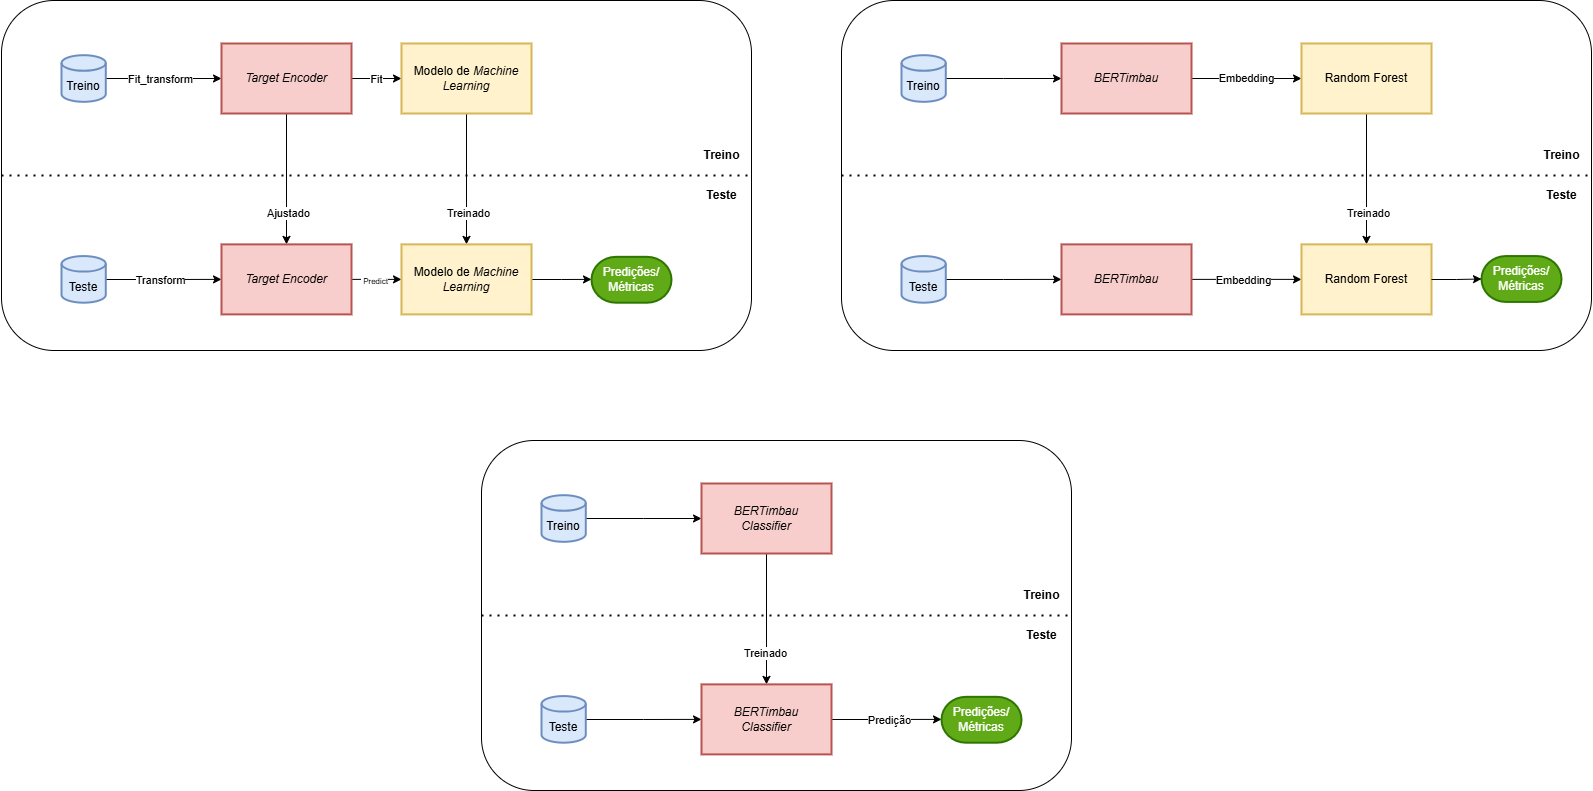 Treino
Fit_transform
Target Encoder
Fit
Modelo de Machine
Learning
Treino
Teste
Ajustado
Treinado
Teste
Transform
Target Encoder
Predict
Modelo de Machine
Learning
Predições/
Métricas
Treino
BERTimbau
Embedding
Random Forest
Treino
Teste
Treinado
Teste
BERTimbau
Embedding
Random Forest
Predições/
Métricas
Treino
BERTimbau
Classifier
Treino
Teste
Treinado
Teste
BERTimbau
Classifier
Predição
Predições/
Métricas